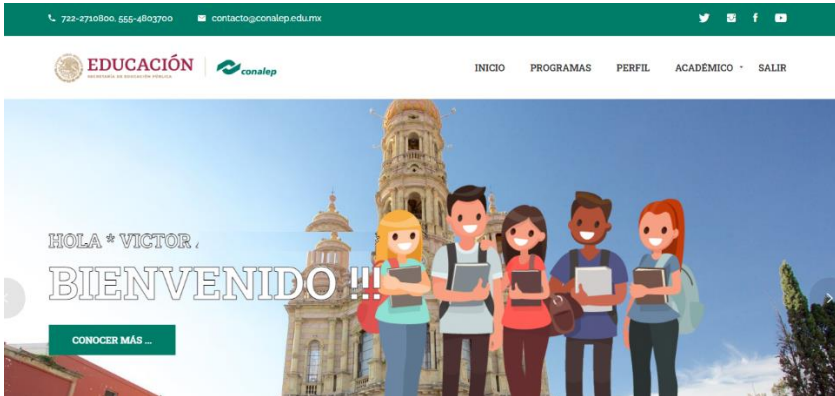 722-2710800, 555-4803700 contacto@conalep.edu.mx
EDUCACIÓN
SECRETARÍA DE EDUCACIÓN PÚBLICA
conalep
INICIO PROGRAMAS PERFIL ACADÉMICO SALIR
HOLA * VICTOR
BIENVENIDO !!!
CONOCER MÁS ...